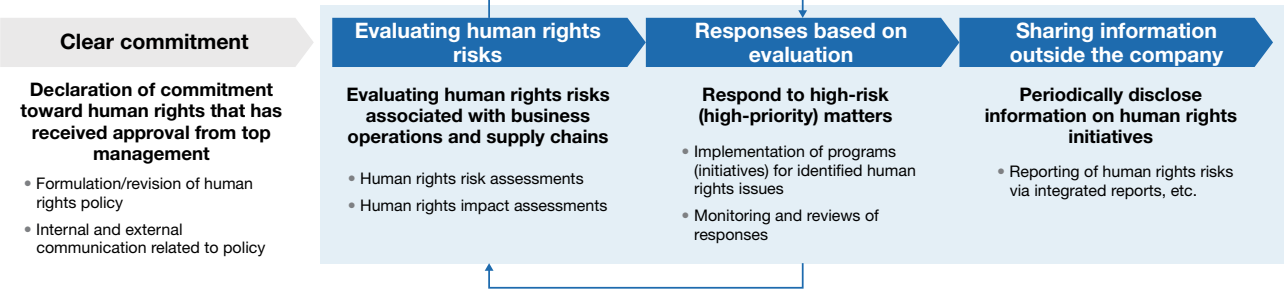 Clear commitment
Declaration of commitment
toward human rights that has
received approval from top
management
• Formulation/revision of human
rights policy
• Internal and external
communication related to policy
Evaluating human rights
risks
Evaluating human rights risks
associated with business
operations and supply chains
• Human rights risk assessments
• Human rights impact assessments
Responses based on
evaluation
Respond to high-risk
(high-priority) matters
• Implementation of programs
(initiatives) for identified human
rights issues
• Monitoring and reviews of
responses
Sharing information
outside the company
Periodically disclose
information on human rights
initiatives
• Reporting of human rights risks
via integrated reports, etc.